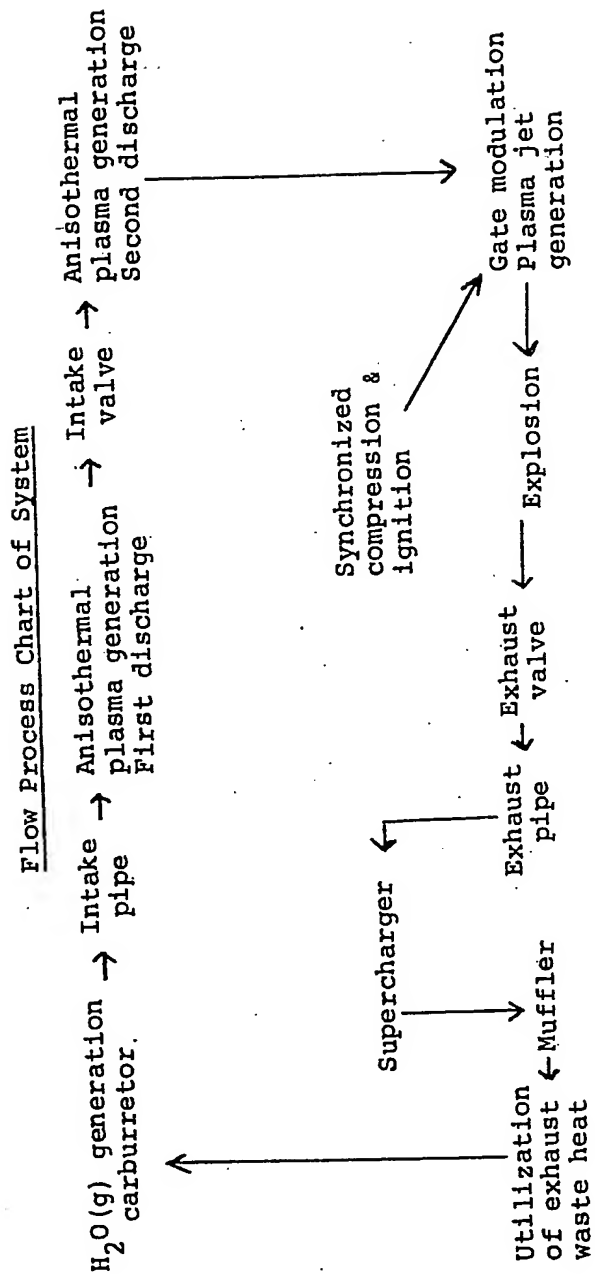 Flow Process Chart of System
H₂O(g) generation
carburretor.
→ Intake
pipe
→ Anisothermal
plasma generation
First discharge
→ Intake
valve
→ Anisothermal
plasma generation
Second discharge
Synchronized
compression &
ignition
Gate modulation
Plasma jet
generation
Explosion
Exhaust
valve
Exhaust
pipe
Supercharger
Muffler
Utilization
of exhaust
waste heat